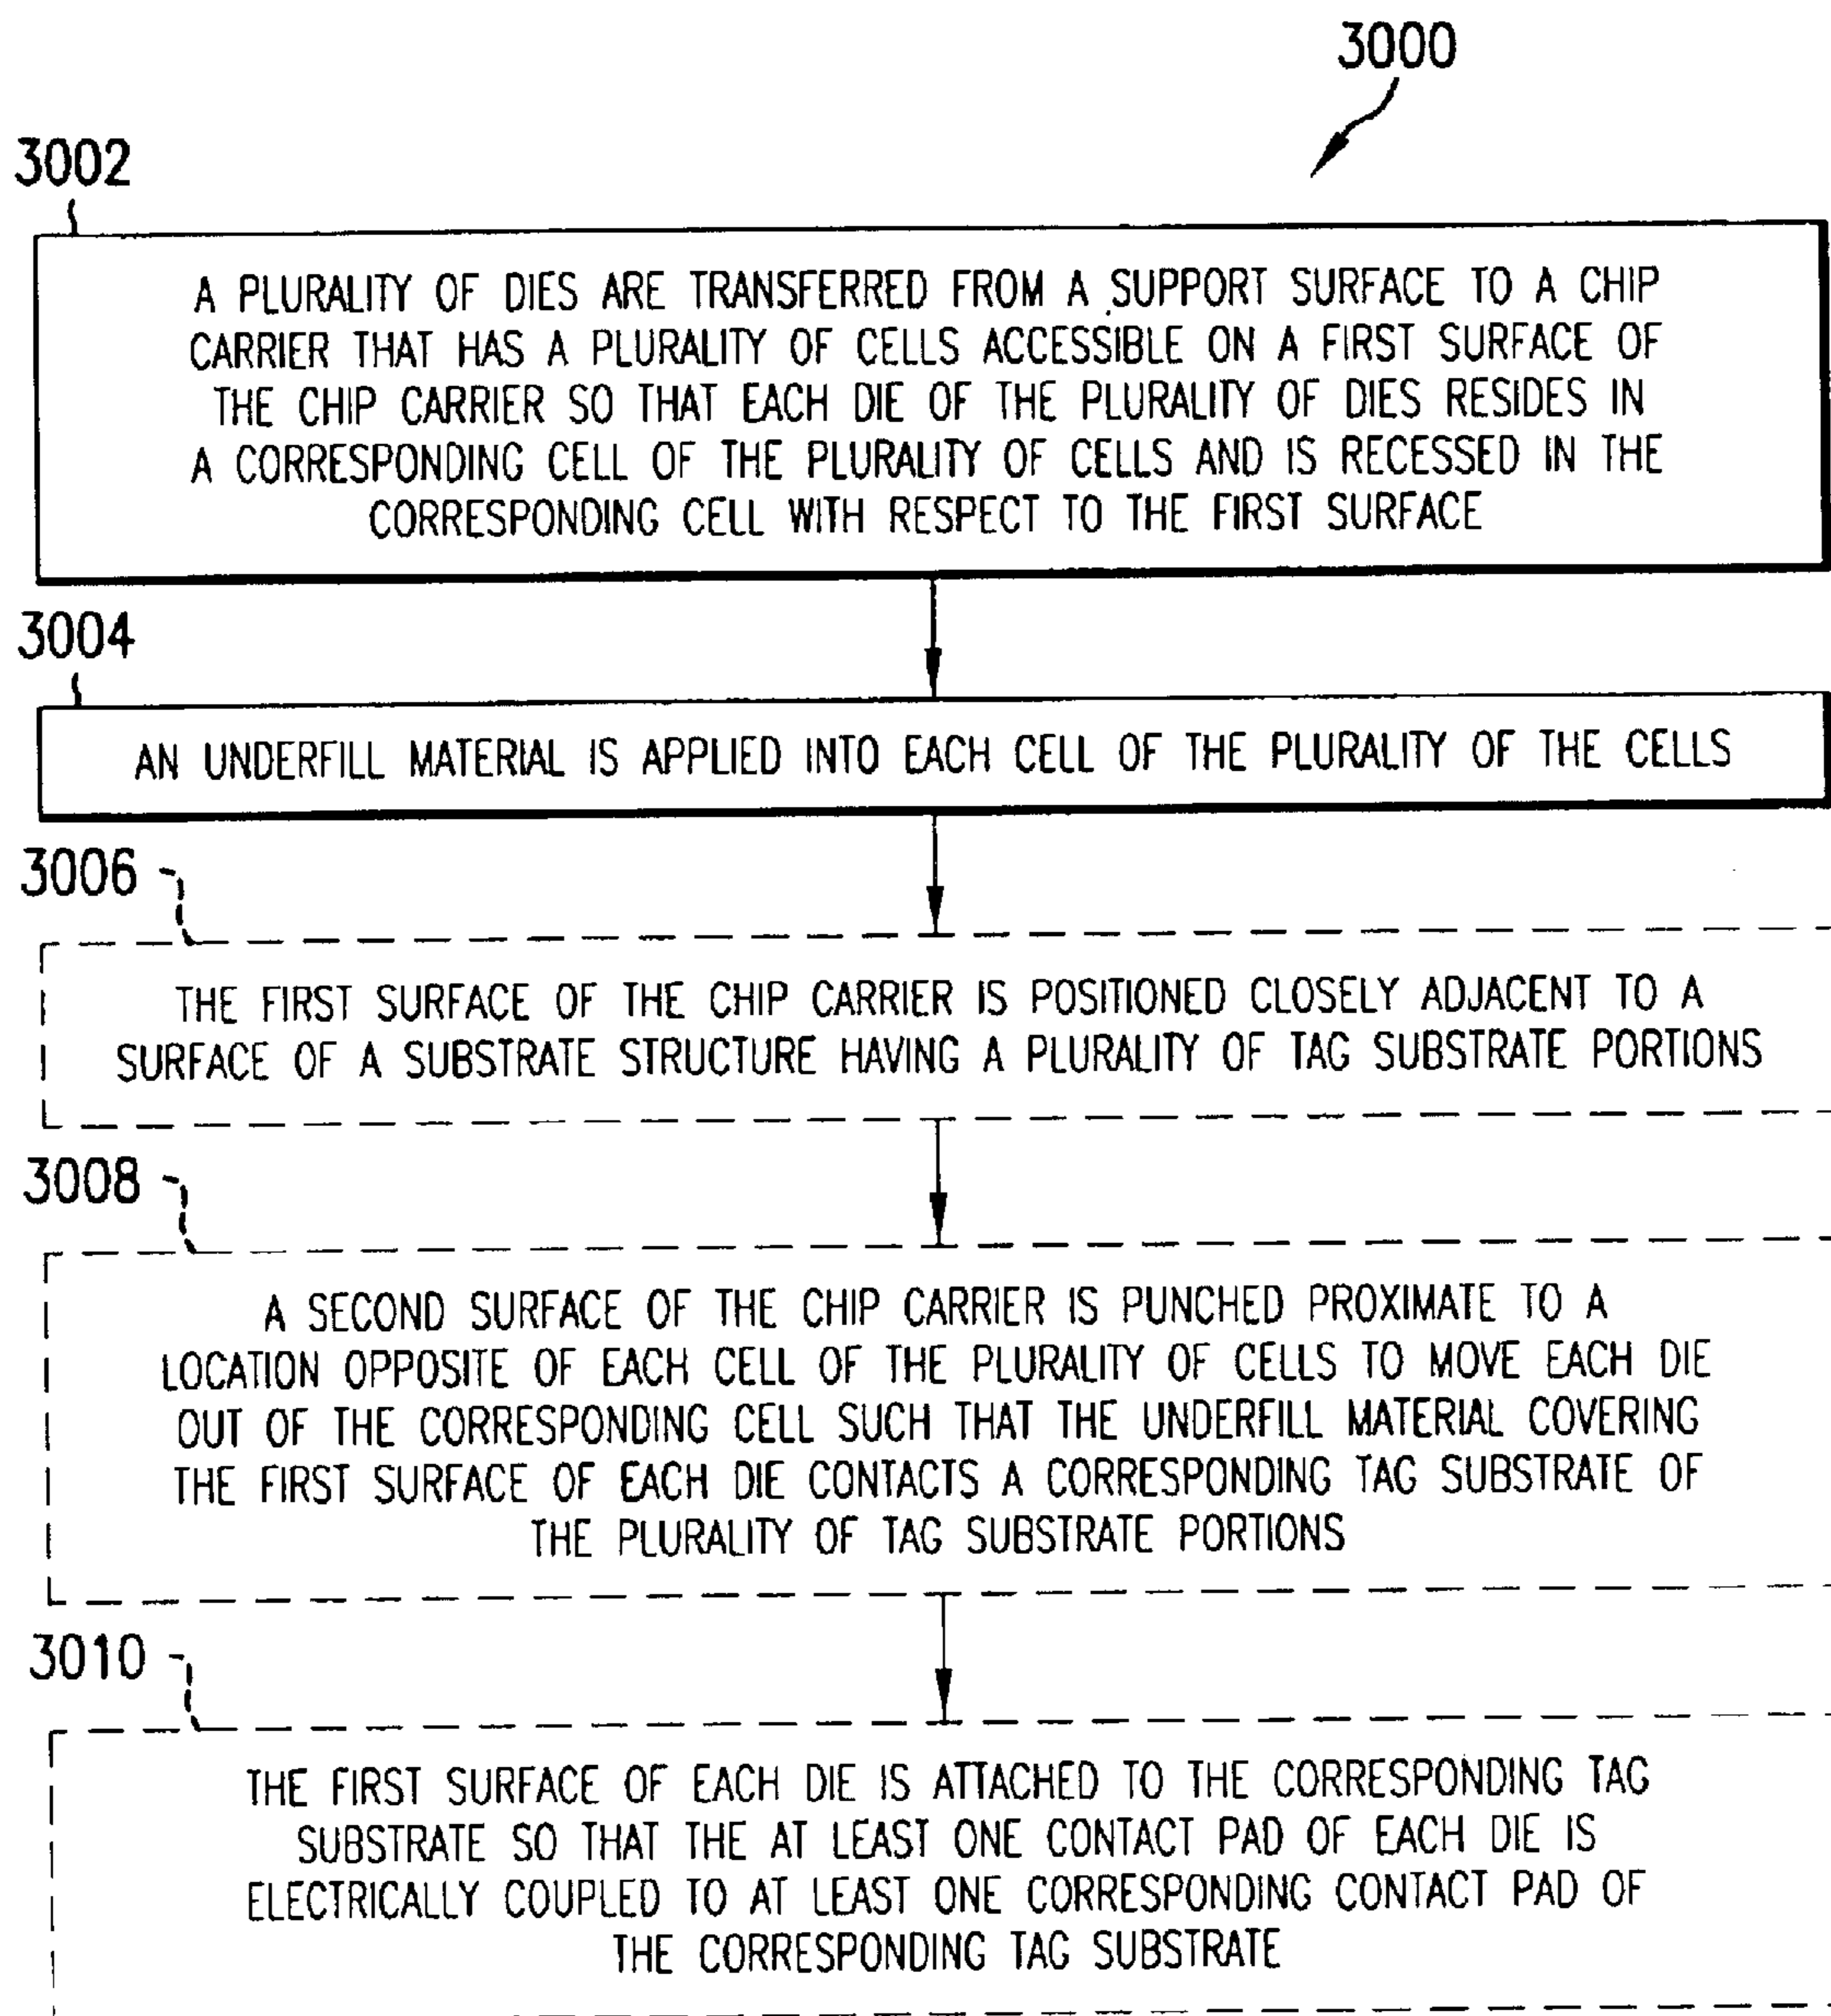 3000
3002
A PLURALITY OF DIES ARE TRANSFERRED FROM A SUPPORT SURFACE TO A CHIP
CARRIER THAT HAS A PLURALITY OF CELLS ACCESSIBLE ON A FIRST SURFACE OF
THE CHIP CARRIER SO THAT EACH DIE OF THE PLURALITY OF DIES RESIDES IN
A CORRESPONDING CELL OF THE PLURALITY OF CELLS AND IS RECESSED IN THE
CORRESPONDING CELL WITH RESPECT TO THE FIRST SURFACE
3004
AN UNDERFILL MATERIAL IS APPLIED INTO EACH CELL OF THE PLURALITY OF THE CELLS
3006
THE FIRST SURFACE OF THE CHIP CARRIER IS POSITIONED CLOSELY ADJACENT TO A
SURFACE OF A SUBSTRATE STRUCTURE HAVING A PLURALITY OF TAG SUBSTRATE PORTIONS
3008
A SECOND SURFACE OF THE CHIP CARRIER IS PUNCHED PROXIMATE TO A
LOCATION OPPOSITE OF EACH CELL OF THE PLURALITY OF CELLS TO MOVE EACH DIE
OUT OF THE CORRESPONDING CELL SUCH THAT THE UNDERFILL MATERIAL COVERING
THE FIRST SURFACE OF EACH DIE CONTACTS A CORRESPONDING TAG SUBSTRATE OF
THE PLURALITY OF TAG SUBSTRATE PORTIONS
3010
THE FIRST SURFACE OF EACH DIE IS ATTACHED TO THE CORRESPONDING TAG
SUBSTRATE SO THAT THE AT LEAST ONE CONTACT PAD OF EACH DIE IS
ELECTRICALLY COUPLED TO AT LEAST ONE CORRESPONDING CONTACT PAD OF
THE CORRESPONDING TAG SUBSTRATE